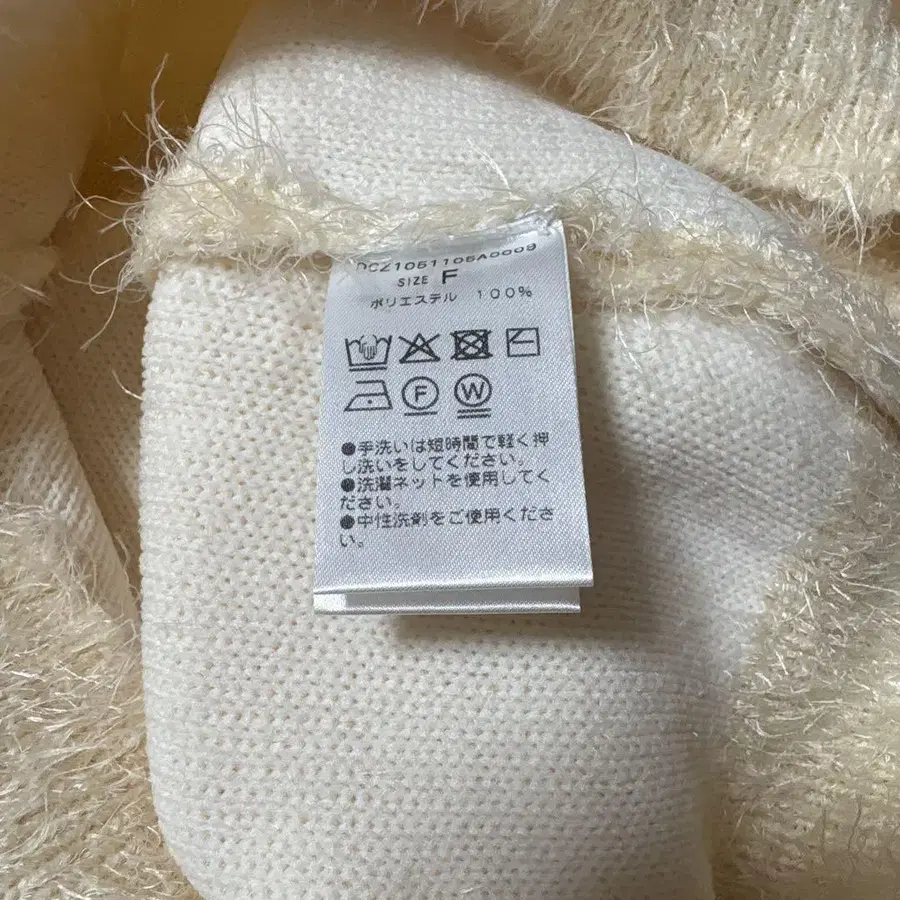 DCZ1051105A0009
SIZE F
ポリエステル 100%
F W
●手洗いは短時間で軽く押
し洗いをしてください。
●洗濯ネットを使用してく
ださい。
●中性洗剤をご使用くださ
い。